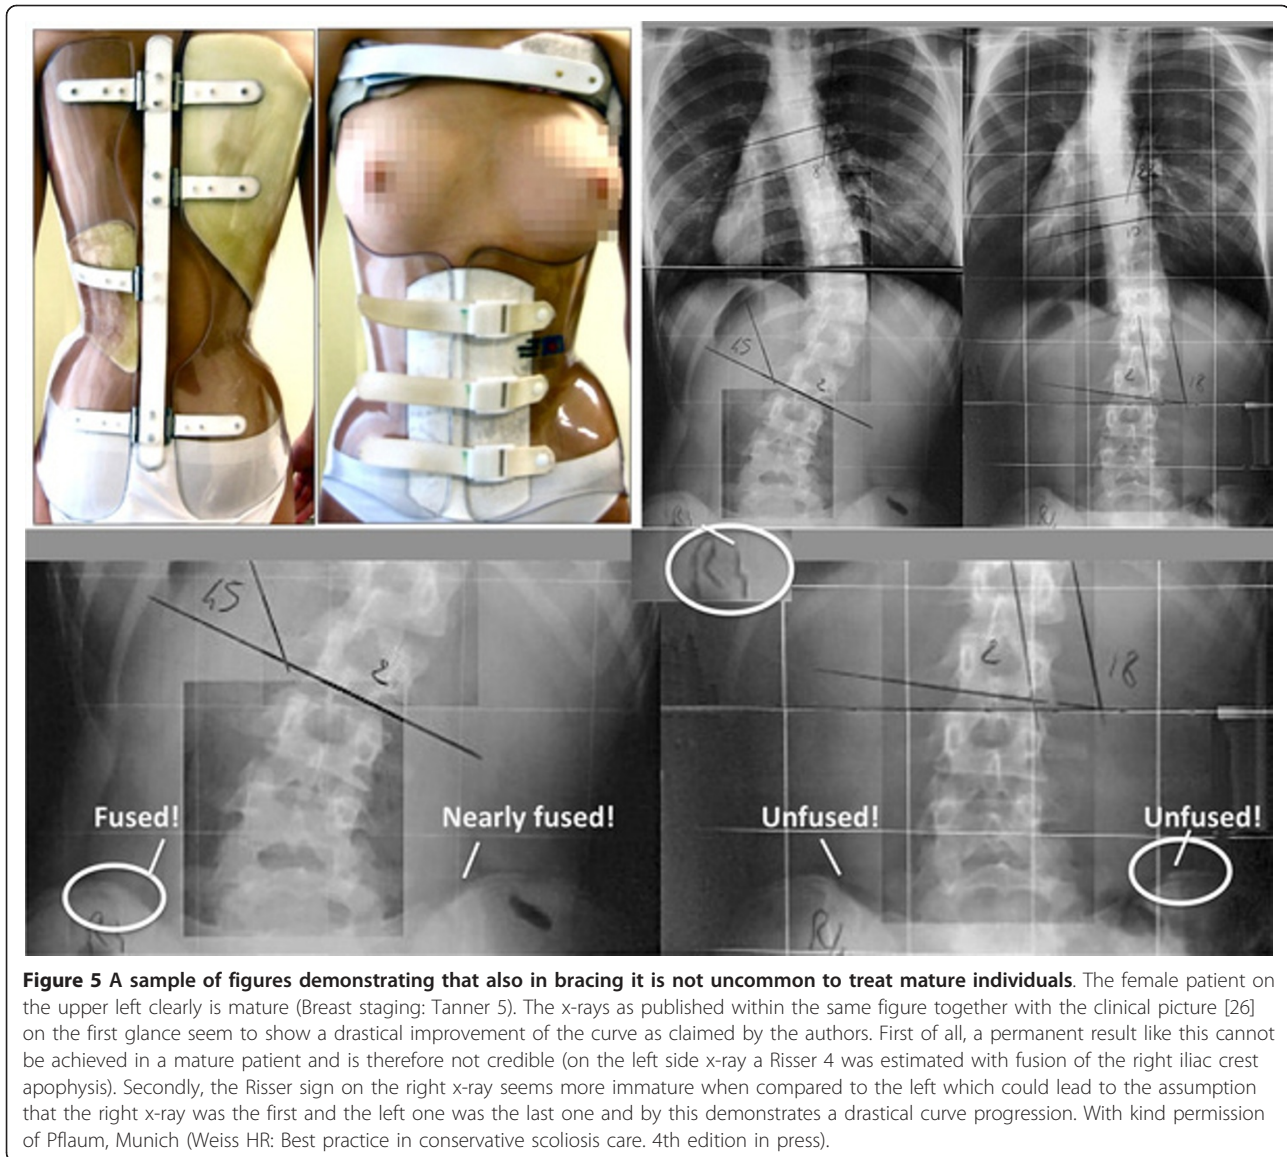 8
10
45
2
2
18
45
2
2
18
Fused!
Nearly fused!
Unfused!
Unfused!
Figure 5 A sample of figures demonstrating that also in bracing it is not uncommon to treat mature individuals. The female patient on
the upper left clearly is mature (Breast staging: Tanner 5). The x-rays as published within the same figure together with the clinical picture [26]
on the first glance seem to show a drastical improvement of the curve as claimed by the authors. First of all, a permanent result like this cannot
be achieved in a mature patient and is therefore not credible (on the left side x-ray a Risser 4 was estimated with fusion of the right iliac crest
apophysis). Secondly, the Risser sign on the right x-ray seems more immature when compared to the left which could lead to the assumption
that the right x-ray was the first and the left one was the last one and by this demonstrates a drastical curve progression. With kind permission
of Pflaum, Munich (Weiss HR: Best practice in conservative scoliosis care. 4th edition in press).